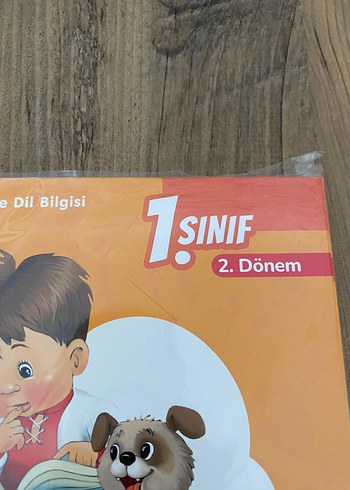 e Dil Bilgisi
1. SINIF
2. Dönem